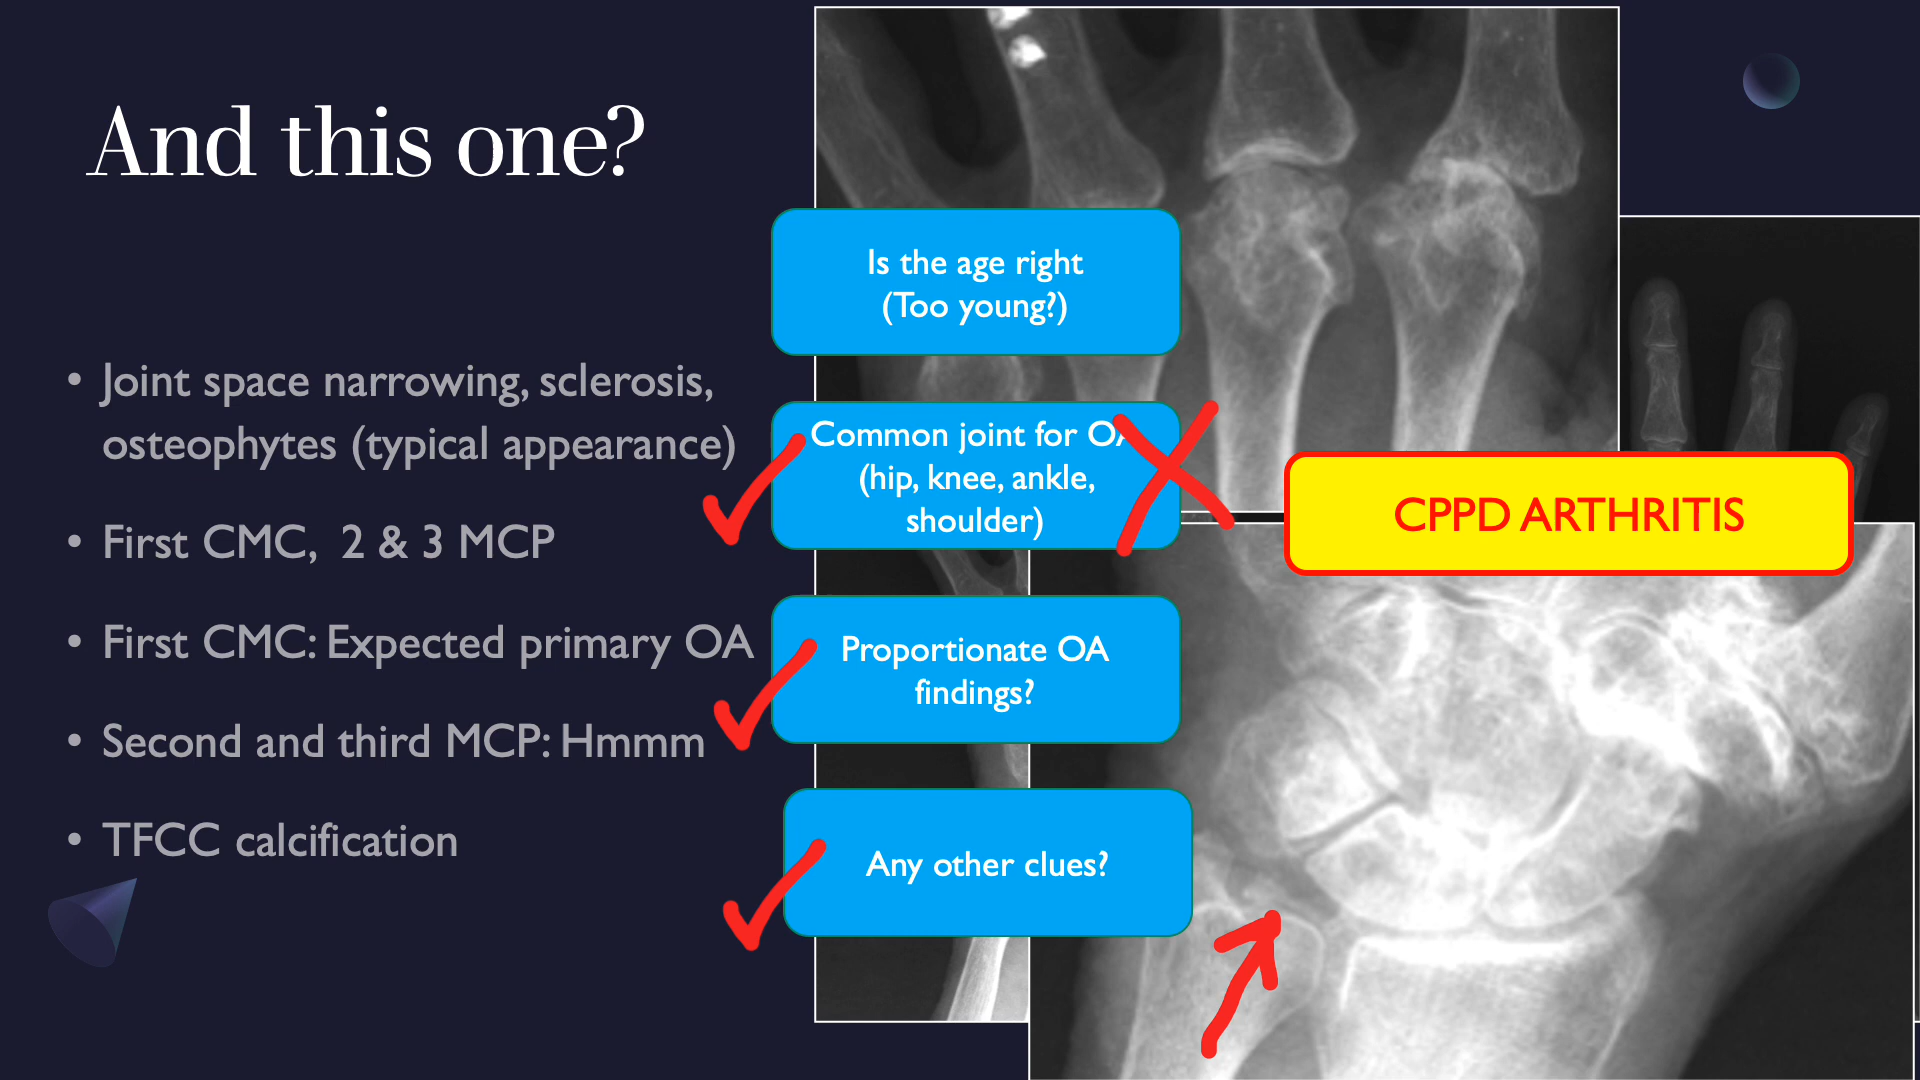 And this one?
• Joint space narrowing, sclerosis,
osteophytes (typical appearance)
• First CMC,  2 & 3 MCP
• First CMC: Expected primary OA
• Second and third MCP: Hmmm
• TFCC calcification
Is the age right
(Too young?)
Common joint for OA
(hip, knee, ankle,
shoulder)
Proportionate OA
findings?
Any other clues?
CPPD ARTHRITIS